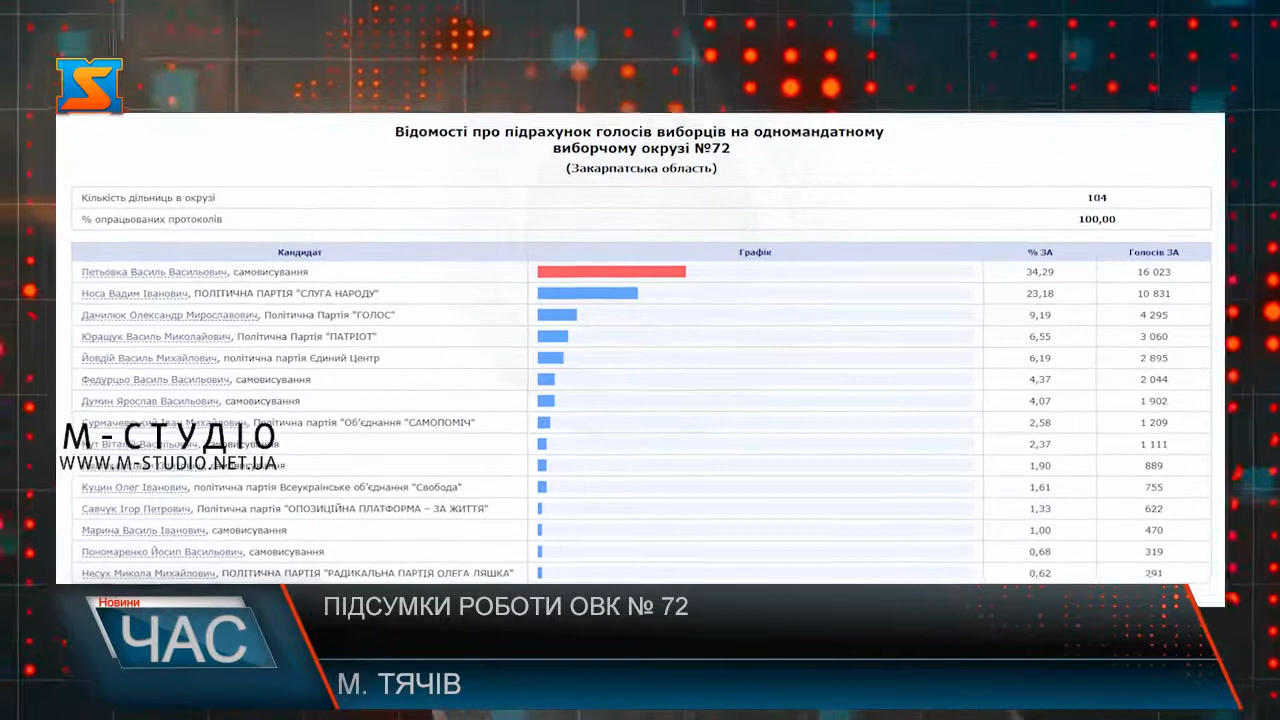 Відомості про підрахунок голосів виборців на одномандатному
виборчому окрузі №72
(Закарпатська область)
Кількість дільниць в окрузі 104
% опрацьованих протоколів 100,00
Кандидат Графік % ЗА Голосів ЗА
Петьовка Василь Васильович, самовисування 34,29 16 023
Носа Вадим Іванович, ПОЛІТИЧНА ПАРТІЯ "СЛУГА НАРОДУ" 23,18 10 831
Данилюк Олександр Мирославович, Політична Партія "ГОЛОС" 9,19 4 295
Юращук Василь Миколайович, Політична Партія "ПАТРІОТ" 6,55 3 060
Йовдій Василь Михайлович, політична партія Єдиний Центр 6,19 2 895
Федурцьо Василь Васильович, самовисування 4,37 2 044
Думин Ярослав Васильович, самовисування 4,07 1 902
Іван Михайлович, Політична партія "Об'єднання "САМОПОМІЧ" 2,58 1 209
Васильович, самовисування 2,37 1 111
самовисування 1,90 889
Куцин Олег Іванович, політична партія Всеукраїнське об'єднання "Свобода" 1,61 755
Савчук Ігор Петрович, Політична партія "ОПОЗИЦІЙНА ПЛАТФОРМА – ЗА ЖИТТЯ" 1,33 622
Марина Василь Іванович, самовисування 1,00 470
Пономаренко Йосип Васильович, самовисування 0,68 319
Несух Микола Михайлович, ПОЛІТИЧНА ПАРТІЯ "РАДИКАЛЬНА ПАРТІЯ ОЛЕГА ЛЯШКА" 0,62 291
М-СТУДІО
WWW.M-STUDIO.NET.UA
Новини
ЧАС
ПІДСУМКИ РОБОТИ ОВК № 72
М. ТЯЧІВ